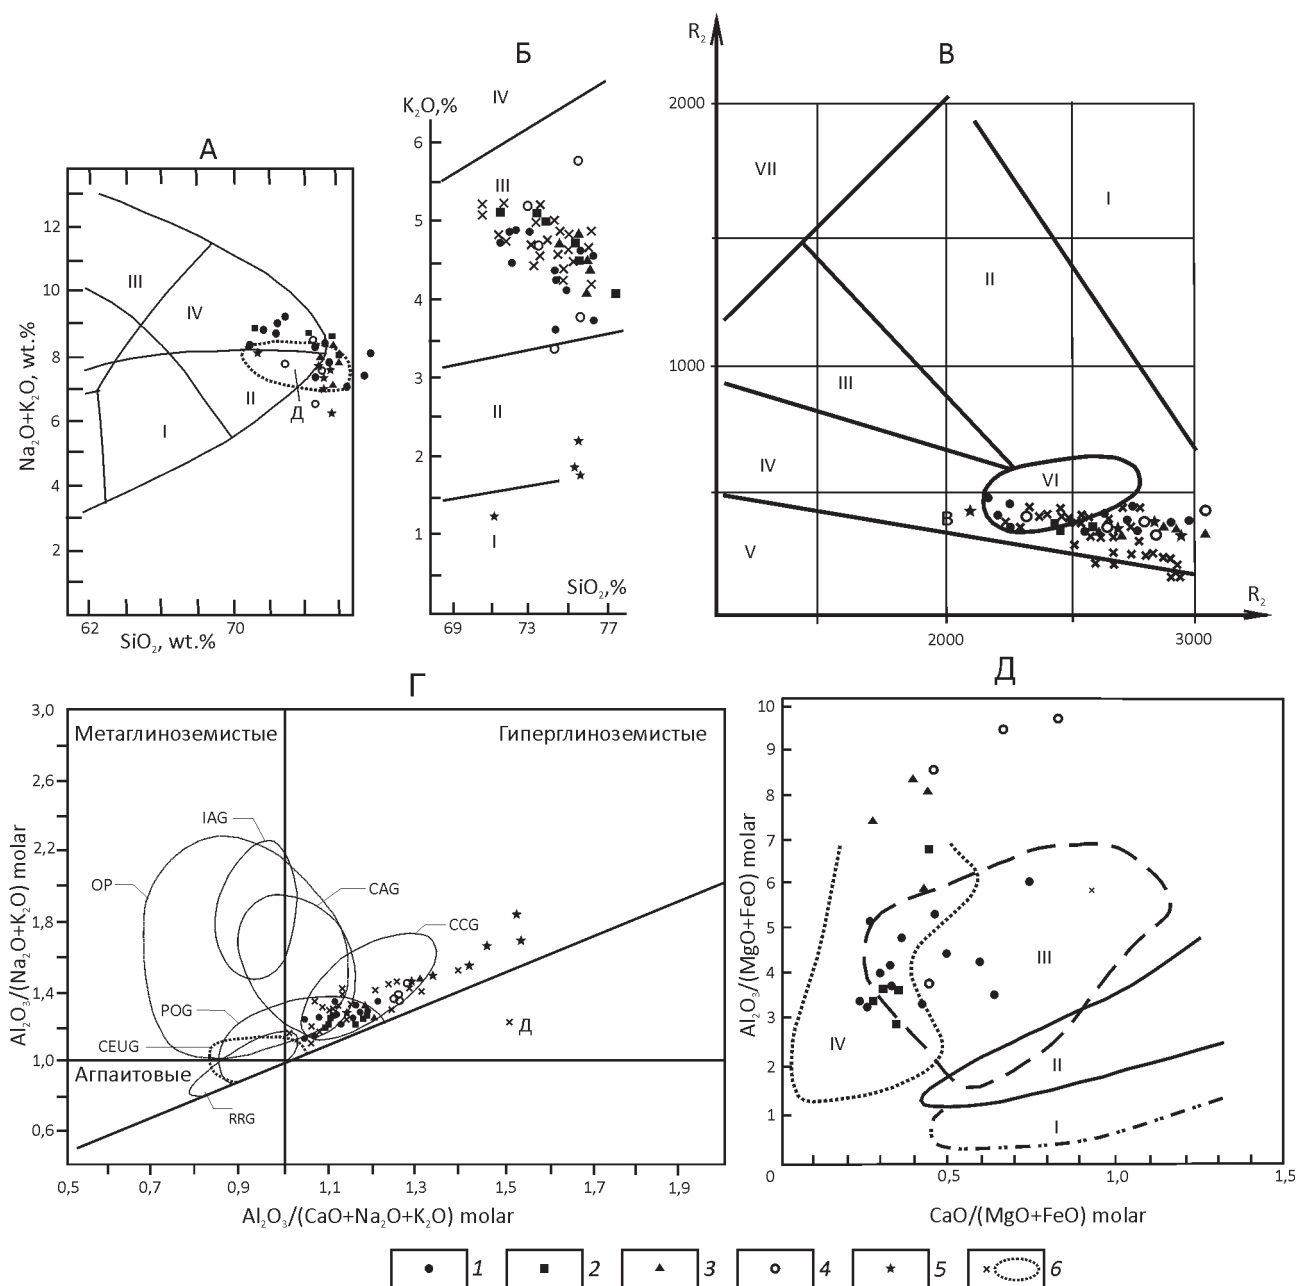 А
Na₂O+K₂O, wt.%
12
10
8
6
4
2
III
IV
II
I
Д
62
70
SiO₂, wt.%
Б
K₂O,%
6
5
4
3
2
1
IV
III
II
I
SiO₂,%
69
73
77
В
R₂
2000
1000
VII
I
II
III
IV
VI
В
V
R₂
2000
3000
Г
Al₂O₃/(Na₂O+K₂O) molar
3,0
2,6
2,2
1,8
1,4
1,0
0,6
Метаглиноземистые
Гиперглиноземистые
IAG
OP
CAG
CCG
POG
CEUG
Д
Агпаитовые
RRG
0,5
0,7
0,9
1,1
1,3
1,5
1,7
1,9
Al₂O₃/(CaO+Na₂O+K₂O) molar
Д
Al₂O₃/(MgO+FeO) molar
10
9
8
7
6
5
4
3
2
1
0
III
IV
II
I
0,5
1,0
1,5
CaO/(MgO+FeO) molar
1
2
3
4
5
6